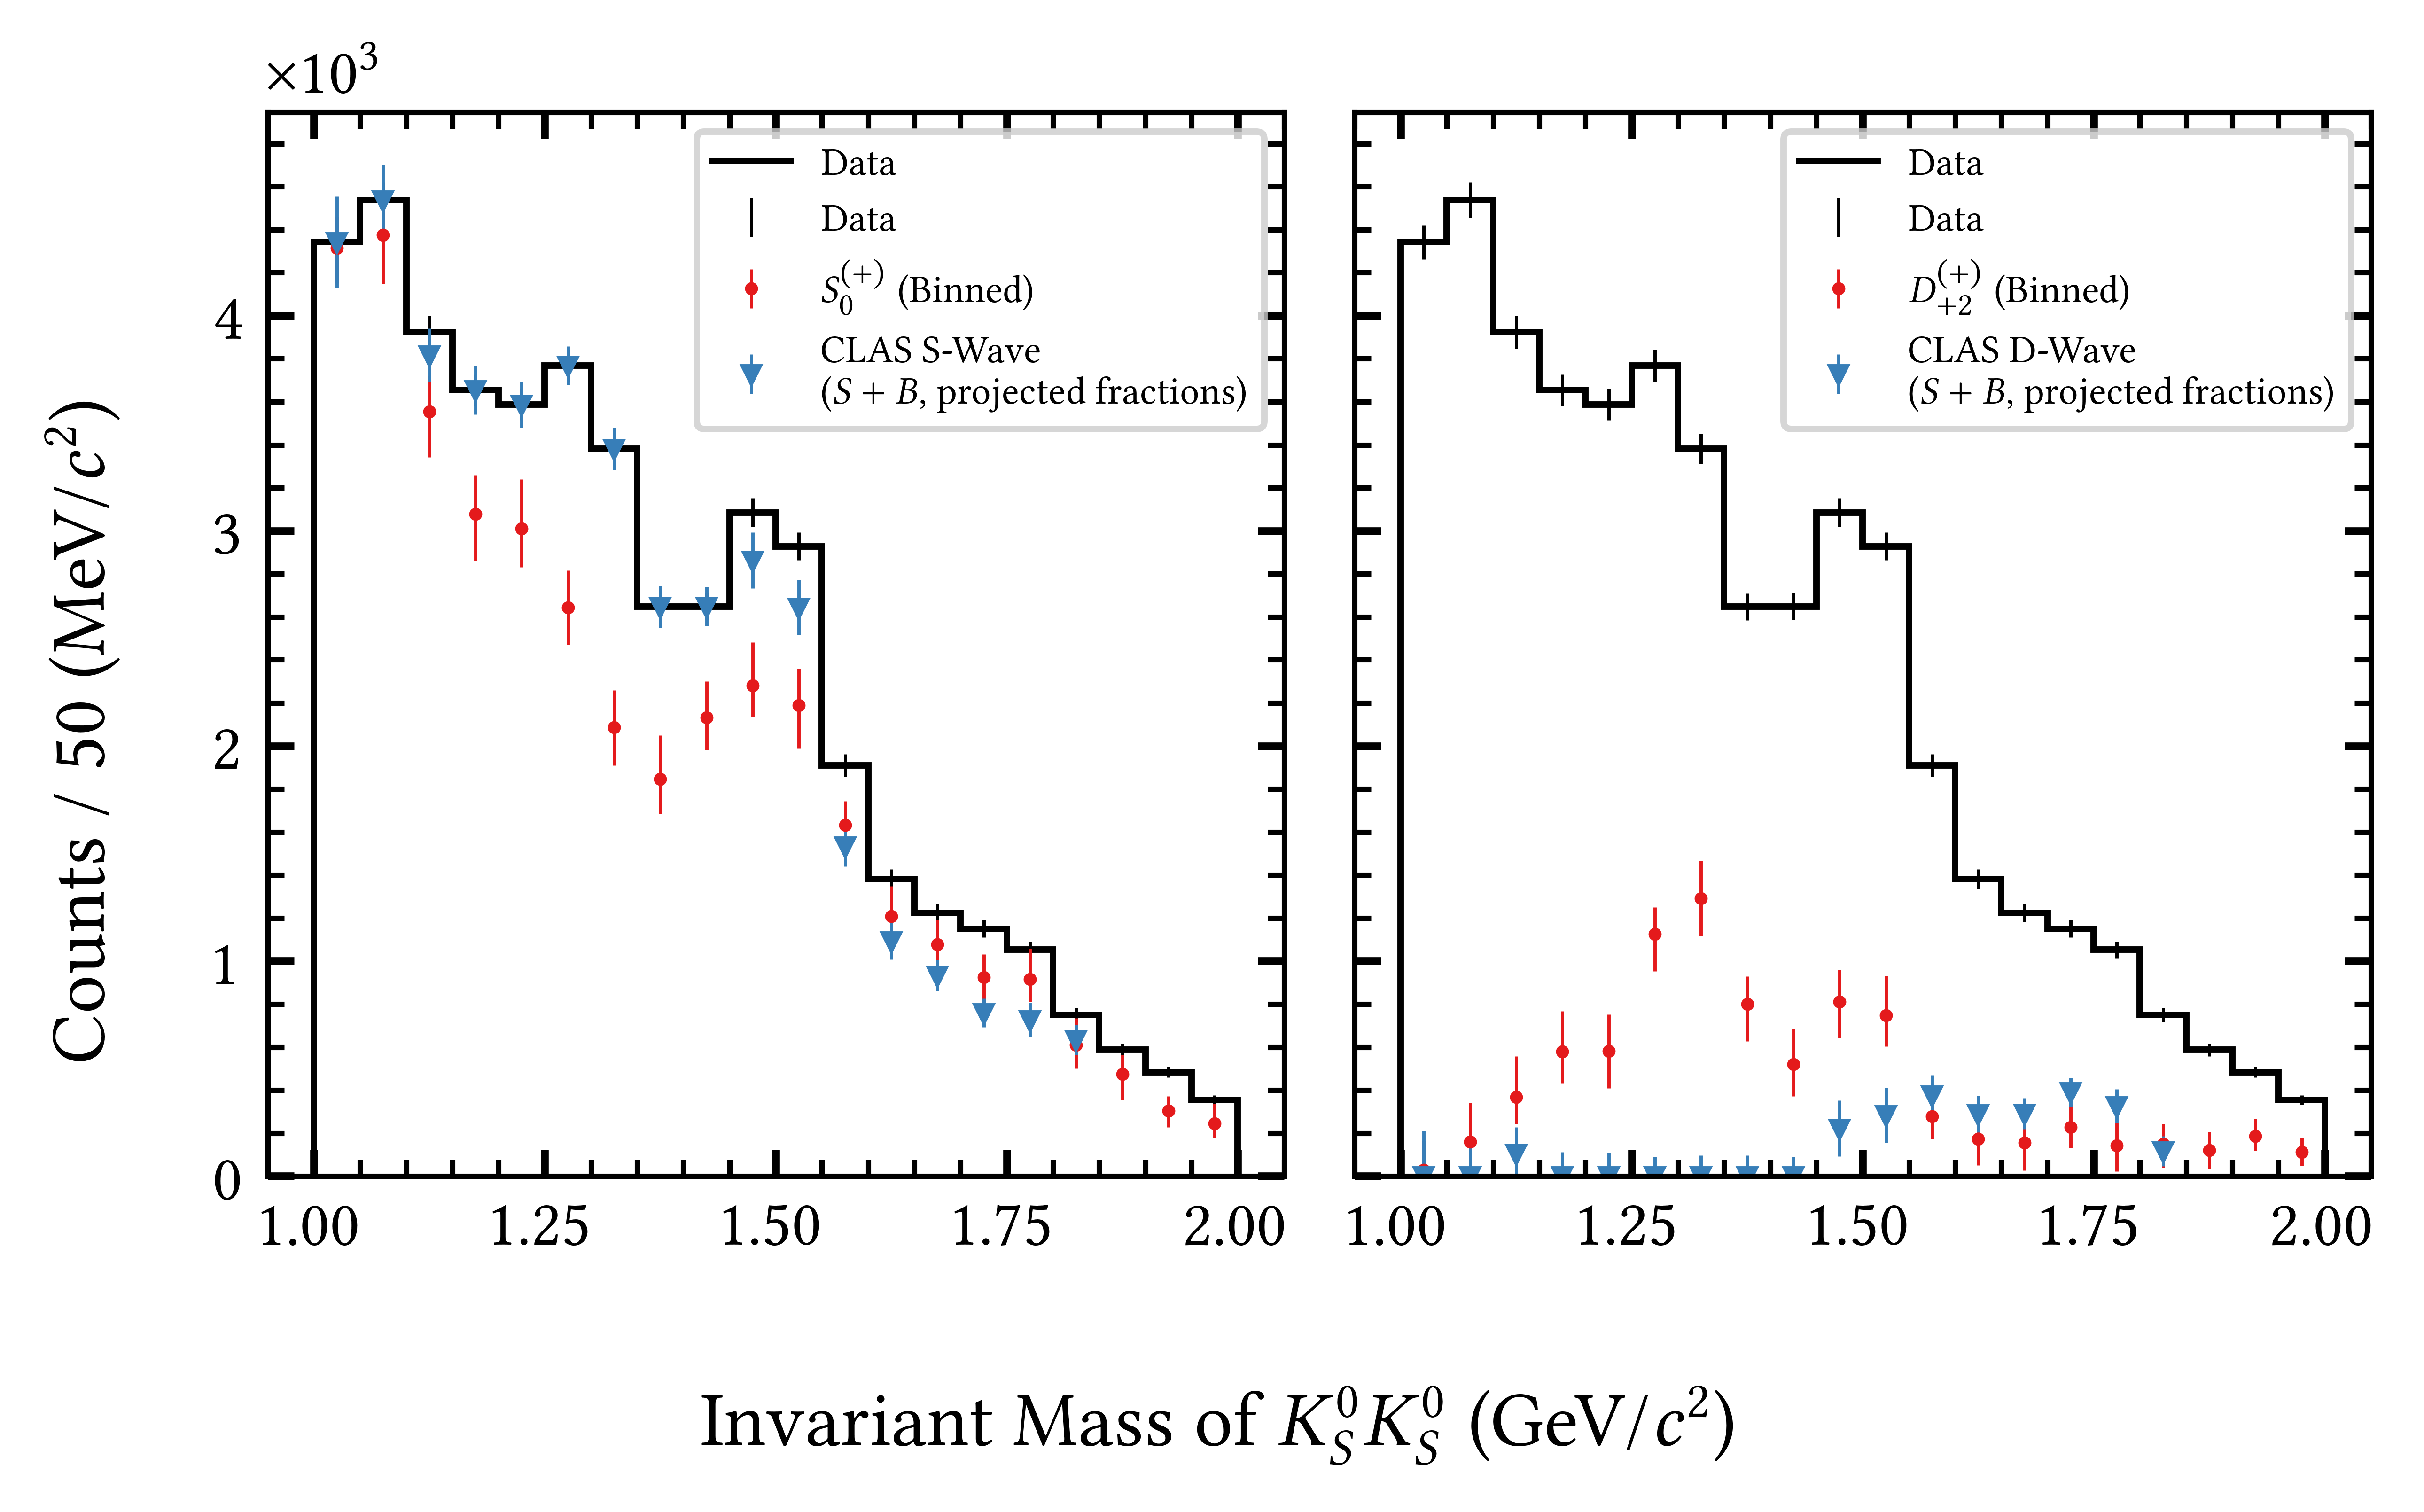 ×10³
Counts / 50 (MeV/c²)
4
3
2
1
0
Data
Data
S₀⁽⁺⁾ (Binned)
CLAS S-Wave
(S + B, projected fractions)
1.00 1.25 1.50 1.75 2.00
Data
Data
D₊₂⁽⁺⁾ (Binned)
CLAS D-Wave
(S + B, projected fractions)
1.00 1.25 1.50 1.75 2.00
Invariant Mass of K_S⁰K_S⁰ (GeV/c²)